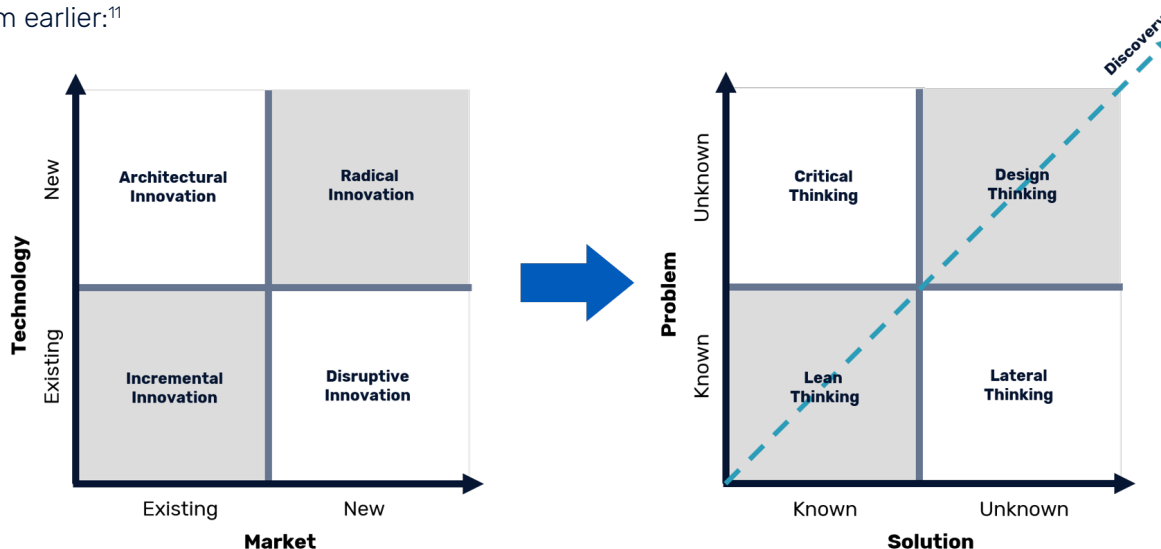 m earlier:¹¹
Technology
New
Existing
Architectural
Innovation
Radical
Innovation
Incremental
Innovation
Disruptive
Innovation
Existing
New
Market
Problem
Unknown
Known
Critical
Thinking
Design
Thinking
Lean
Thinking
Lateral
Thinking
Discovery
Known
Unknown
Solution